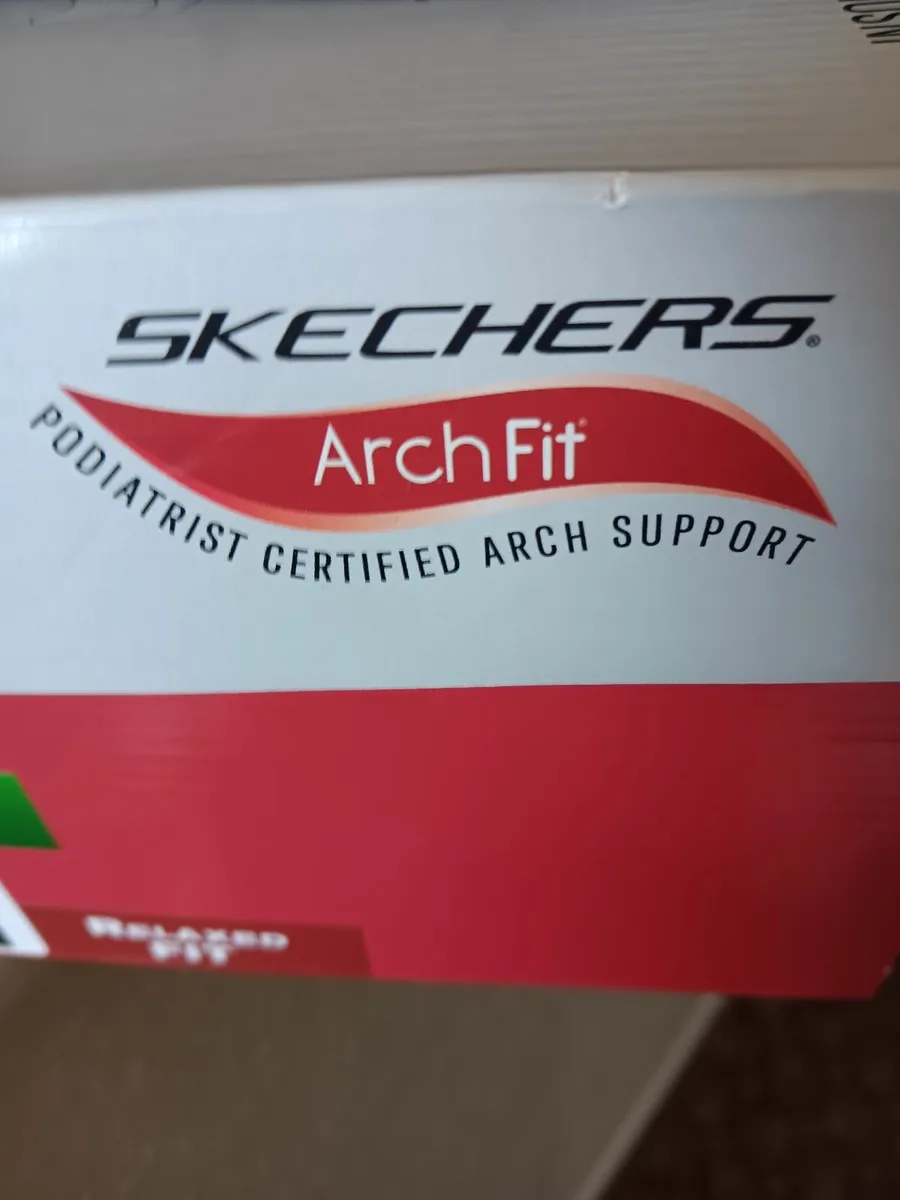 SKECHERS®
Arch Fit
PODIATRIST CERTIFIED ARCH SUPPORT
RELAXED
FIT